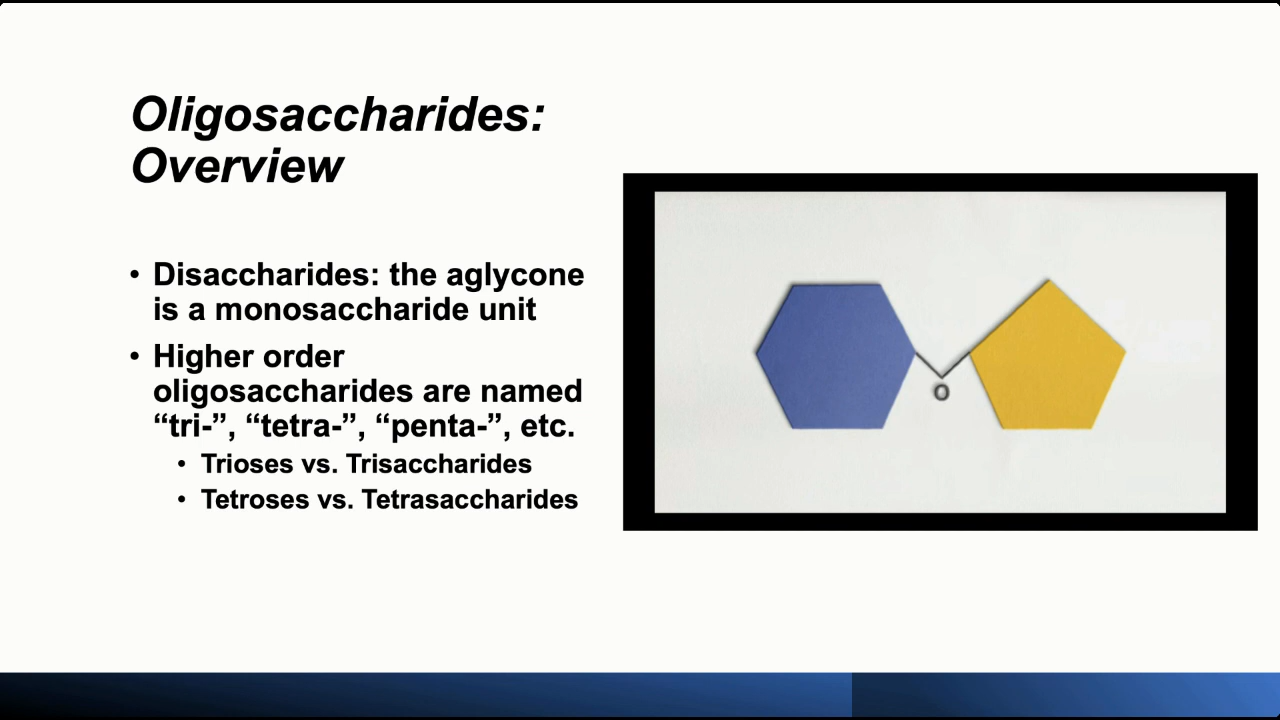 Oligosaccharides:
Overview
• Disaccharides: the aglycone
is a monosaccharide unit
• Higher order
oligosaccharides are named
“tri-”, “tetra-”, “penta-”, etc.
• Trioses vs. Trisaccharides
• Tetroses vs. Tetrasaccharides
O